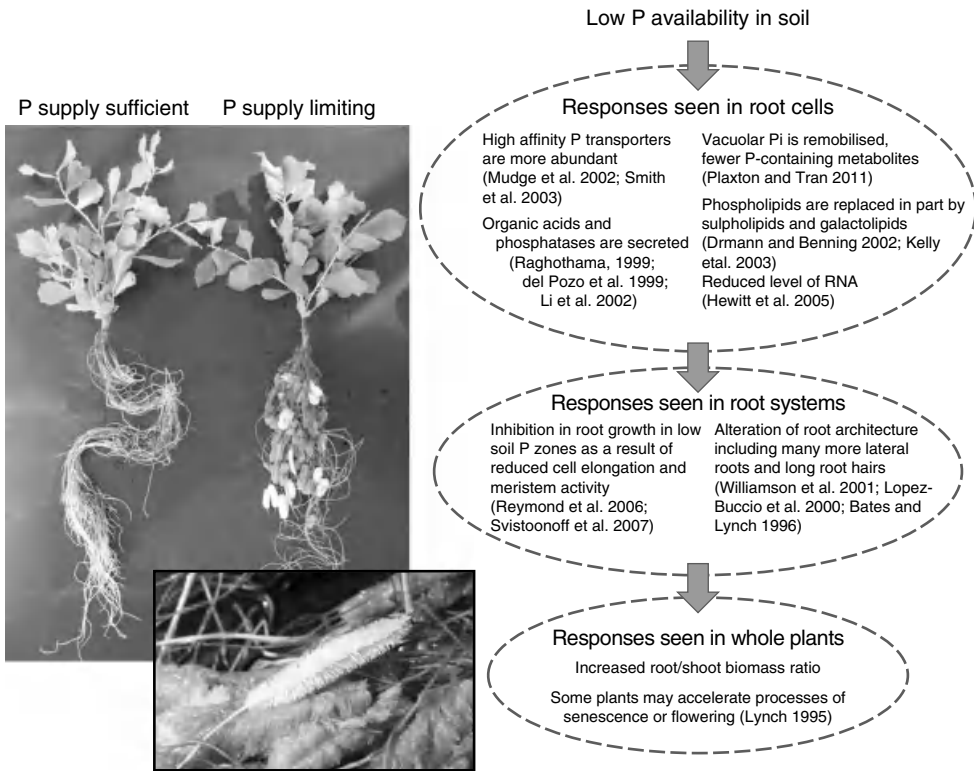 Low P availability in soil
P supply sufficient
P supply limiting
Responses seen in root cells
High affinity P transporters
are more abundant
(Mudge et al. 2002; Smith
et al. 2003)
Organic acids and
phosphatases are secreted
(Raghothama, 1999;
del Pozo et al. 1999;
Li et al. 2002)
Vacuolar Pi is remobilised,
fewer P-containing metabolites
(Plaxton and Tran 2011)
Phospholipids are replaced in part by
sulpholipids and galactolipids
(Drmann and Benning 2002; Kelly
etal. 2003)
Reduced level of RNA
(Hewitt et al. 2005)
Responses seen in root systems
Inhibition in root growth in low
soil P zones as a result of
reduced cell elongation and
meristem activity
(Reymond et al. 2006;
Svistoonoff et al. 2007)
Alteration of root architecture
including many more lateral
roots and long root hairs
(Williamson et al. 2001; Lopez-
Buccio et al. 2000; Bates and
Lynch 1996)
Responses seen in whole plants
Increased root/shoot biomass ratio
Some plants may accelerate processes of
senescence or flowering (Lynch 1995)